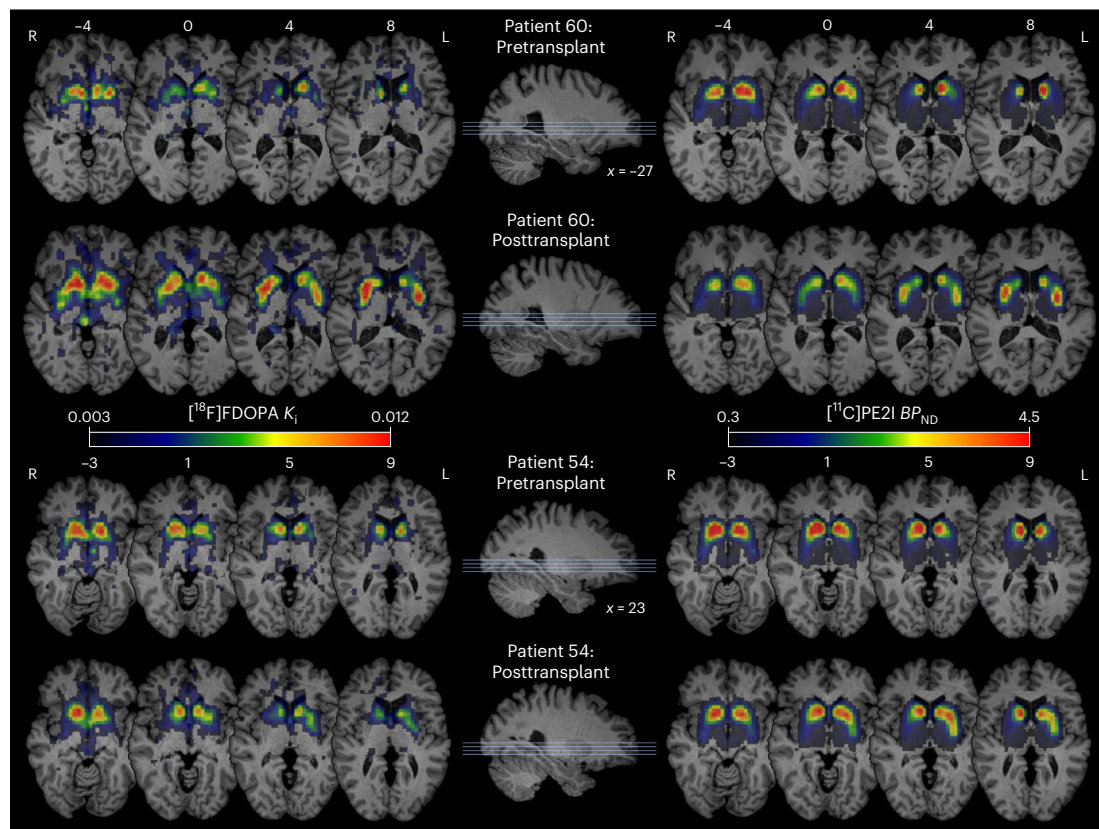 R −4 0 4 8 L
Patient 60:
Pretransplant
R −4 0 4 8 L
x = −27
Patient 60:
Posttransplant
0.003 [¹⁸F]FDOPA Kᵢ 0.012
0.3 [¹¹C]PE2I BP_ND 4.5
R −3 1 5 9 L
Patient 54:
Pretransplant
R −3 1 5 9 L
x = 23
Patient 54:
Posttransplant